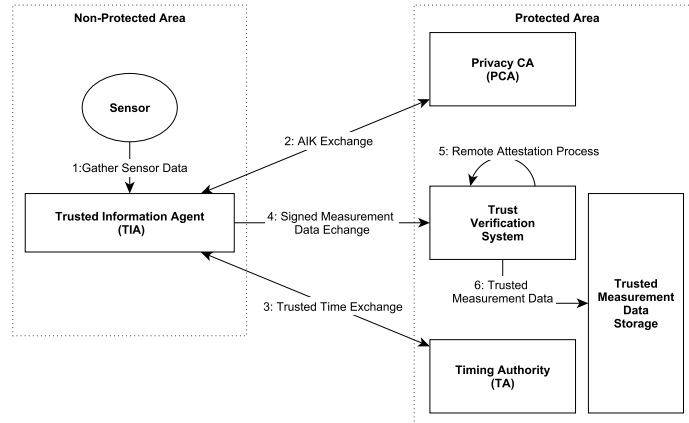 Non-Protected Area
Protected Area
Privacy CA
(PCA)
Sensor
2: AIK Exchange
1:Gather Sensor Data
5: Remote Attestation Process
Trusted Information Agent
(TIA)
4: Signed Measurement
Data Echange
Trust
Verification
System
6: Trusted
Measurement Data
Trusted
Measurement
Data
Storage
3: Trusted Time Exchange
Timing Authority
(TA)